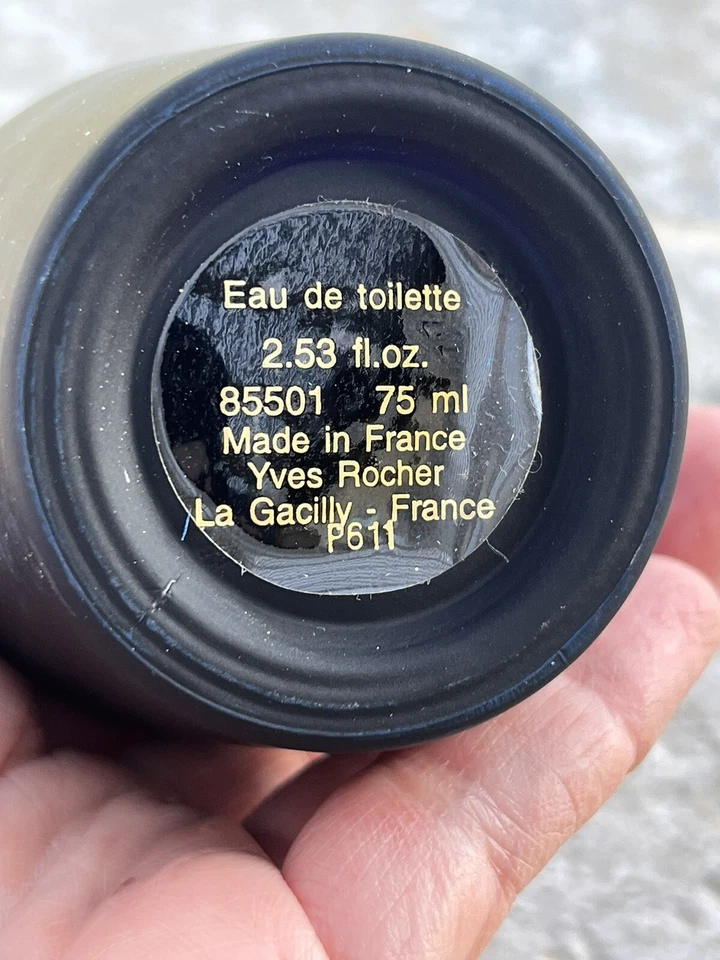 Eau de toilette
2.53 fl.oz.
85501 75 ml
Made in France
Yves Rocher
La Gacilly - France
P611